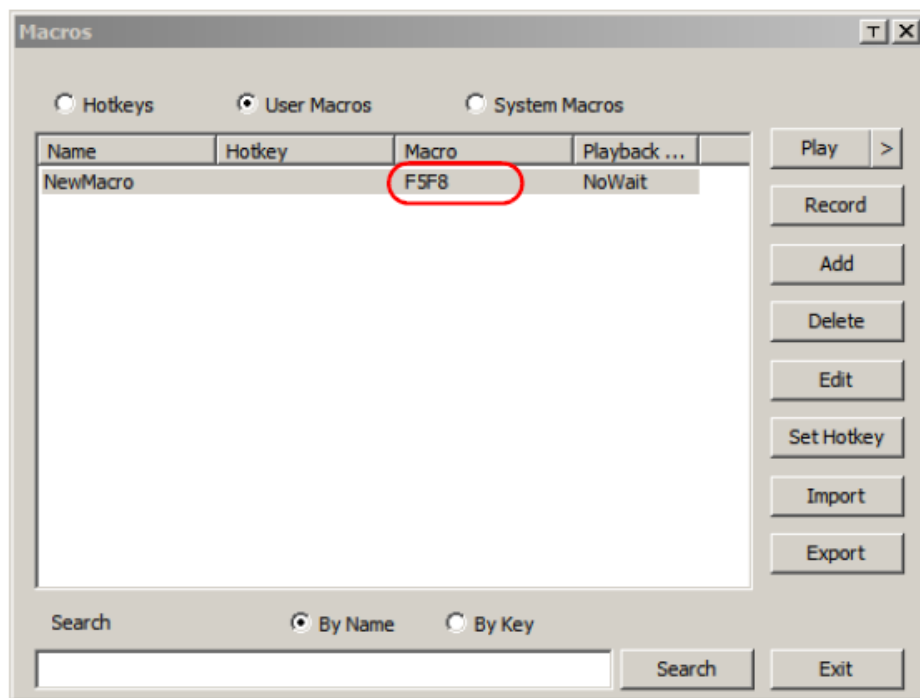 Macros
Hotkeys User Macros System Macros
Name Hotkey Macro Playback ...
NewMacro F5F8 NoWait
Play >
Record
Add
Delete
Edit
Set Hotkey
Import
Export
Search By Name By Key
Search Exit